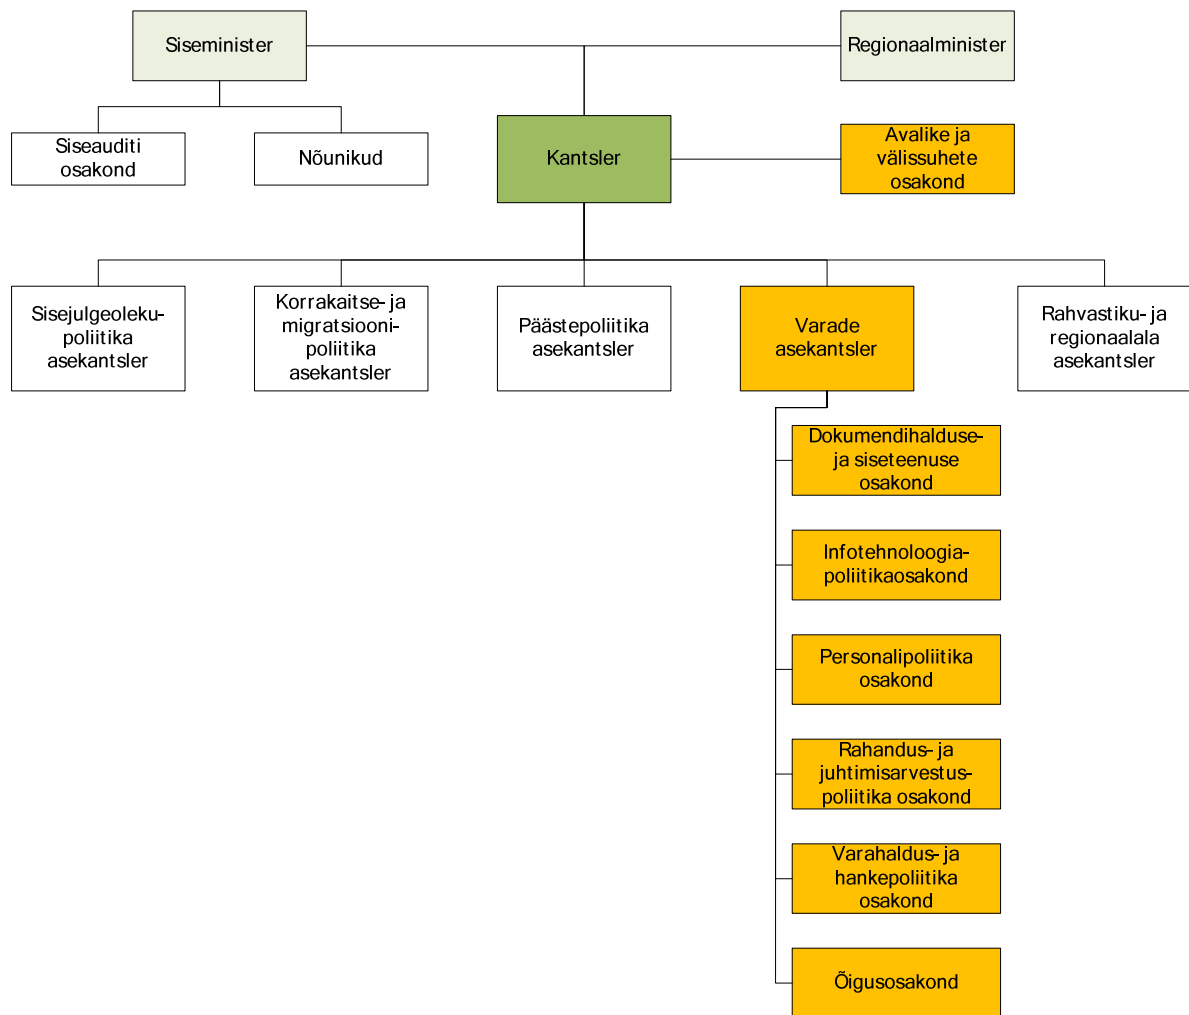 Siseminister
Regionaalminister
Siseauditi
osakond
Nõunikud
Kantsler
Avalike ja
välissuhete
osakond
Sisejulgeoleku-
poliitika
asekantsler
Korrakaitse- ja
migratsiooni-
poliitika
asekantsler
Päästepoliitika
asekantsler
Varade
asekantsler
Rahvastiku- ja
regionaalala
asekantsler
Dokumendihalduse-
ja siseteenuse
osakond
Infotehnoloogia-
poliitikaosakond
Personalipoliitika
osakond
Rahandus- ja
juhtimisarvestus-
poliitika osakond
Varahaldus- ja
hankepoliitika
osakond
Õigusosakond